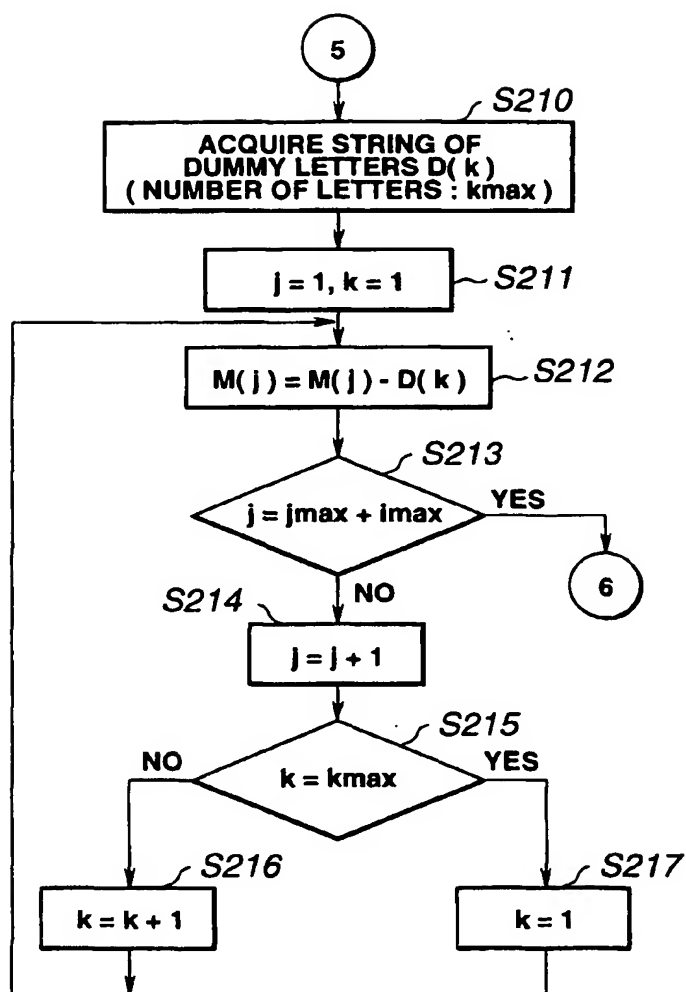 5
S210
ACQUIRE STRING OF
DUMMY LETTERS D( k )
( NUMBER OF LETTERS : kmax )
j = 1, k = 1
S211
M( j ) = M( j ) - D( k )
S212
S213
j = jmax + imax
YES
6
NO
S214
j = j + 1
S215
NO
k = kmax
YES
S216
k = k + 1
S217
k = 1